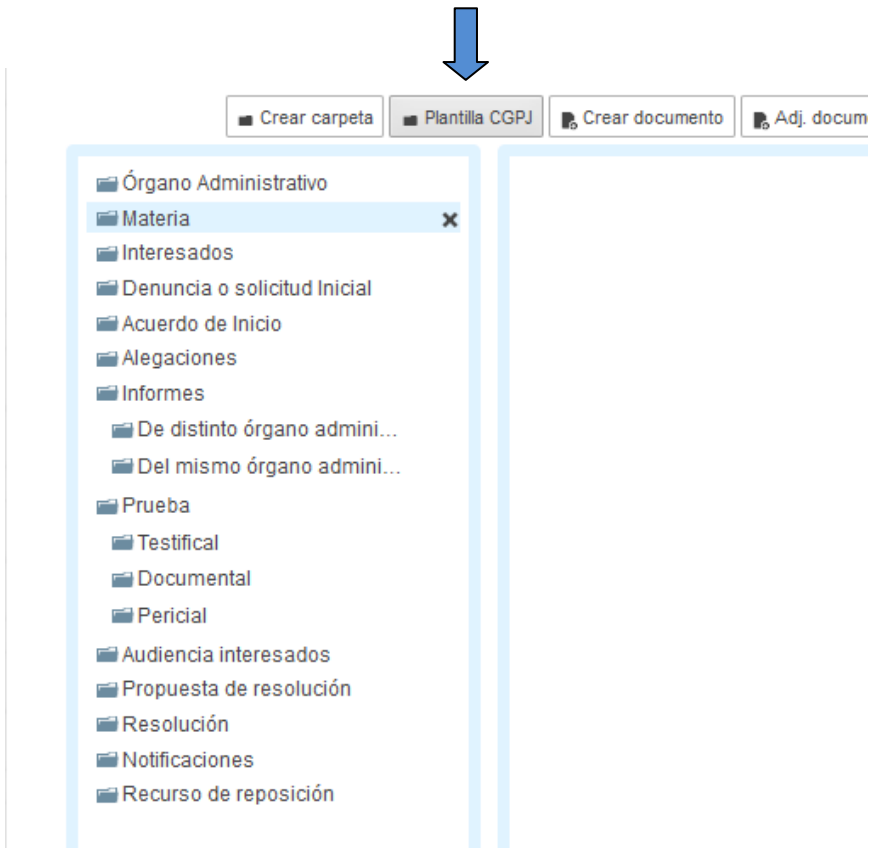 Crear carpeta Plantilla CGPJ Crear documento Adj. docum
Órgano Administrativo
Materia
Interesados
Denuncia o solicitud Inicial
Acuerdo de Inicio
Alegaciones
Informes
De distinto órgano admini...
Del mismo órgano admini...
Prueba
Testifical
Documental
Pericial
Audiencia interesados
Propuesta de resolución
Resolución
Notificaciones
Recurso de reposición